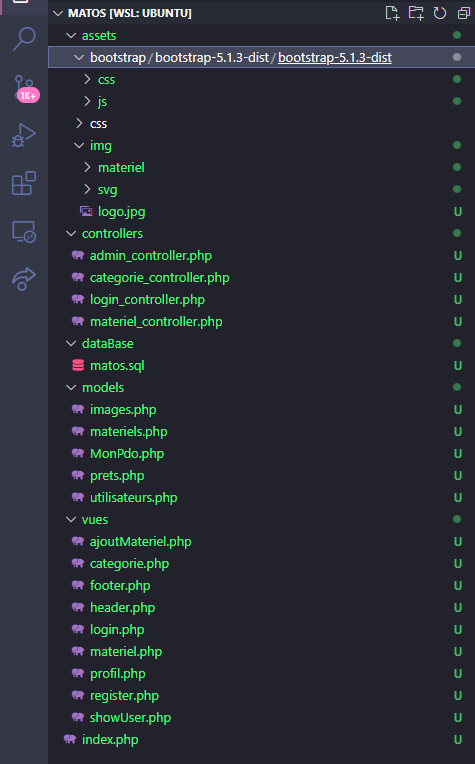 MATOS [WSL: UBUNTU]
assets
bootstrap/bootstrap-5.1.3-dist/bootstrap-5.1.3-dist
css
js
css
img
materiel
svg
logo.jpg U
controllers
admin_controller.php U
categorie_controller.php U
login_controller.php U
materiel_controller.php U
dataBase
matos.sql U
models
images.php U
materiels.php U
MonPdo.php U
prets.php U
utilisateurs.php U
vues
ajoutMateriel.php U
categorie.php U
footer.php U
header.php U
login.php U
materiel.php U
profil.php U
register.php U
showUser.php U
index.php U
1K+